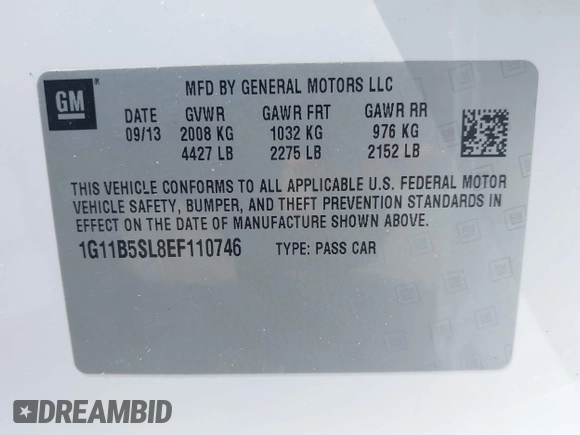 GM
MFD BY GENERAL MOTORS LLC
DATE GVWR GAWR FRT GAWR RR
09/13 2008 KG 1032 KG 976 KG
4427 LB 2275 LB 2152 LB
THIS VEHICLE CONFORMS TO ALL APPLICABLE U.S. FEDERAL MOTOR
VEHICLE SAFETY, BUMPER, AND THEFT PREVENTION STANDARDS IN
EFFECT ON THE DATE OF MANUFACTURE SHOWN ABOVE.
1G11B5SL8EF110746 TYPE: PASS CAR
DREAMBID